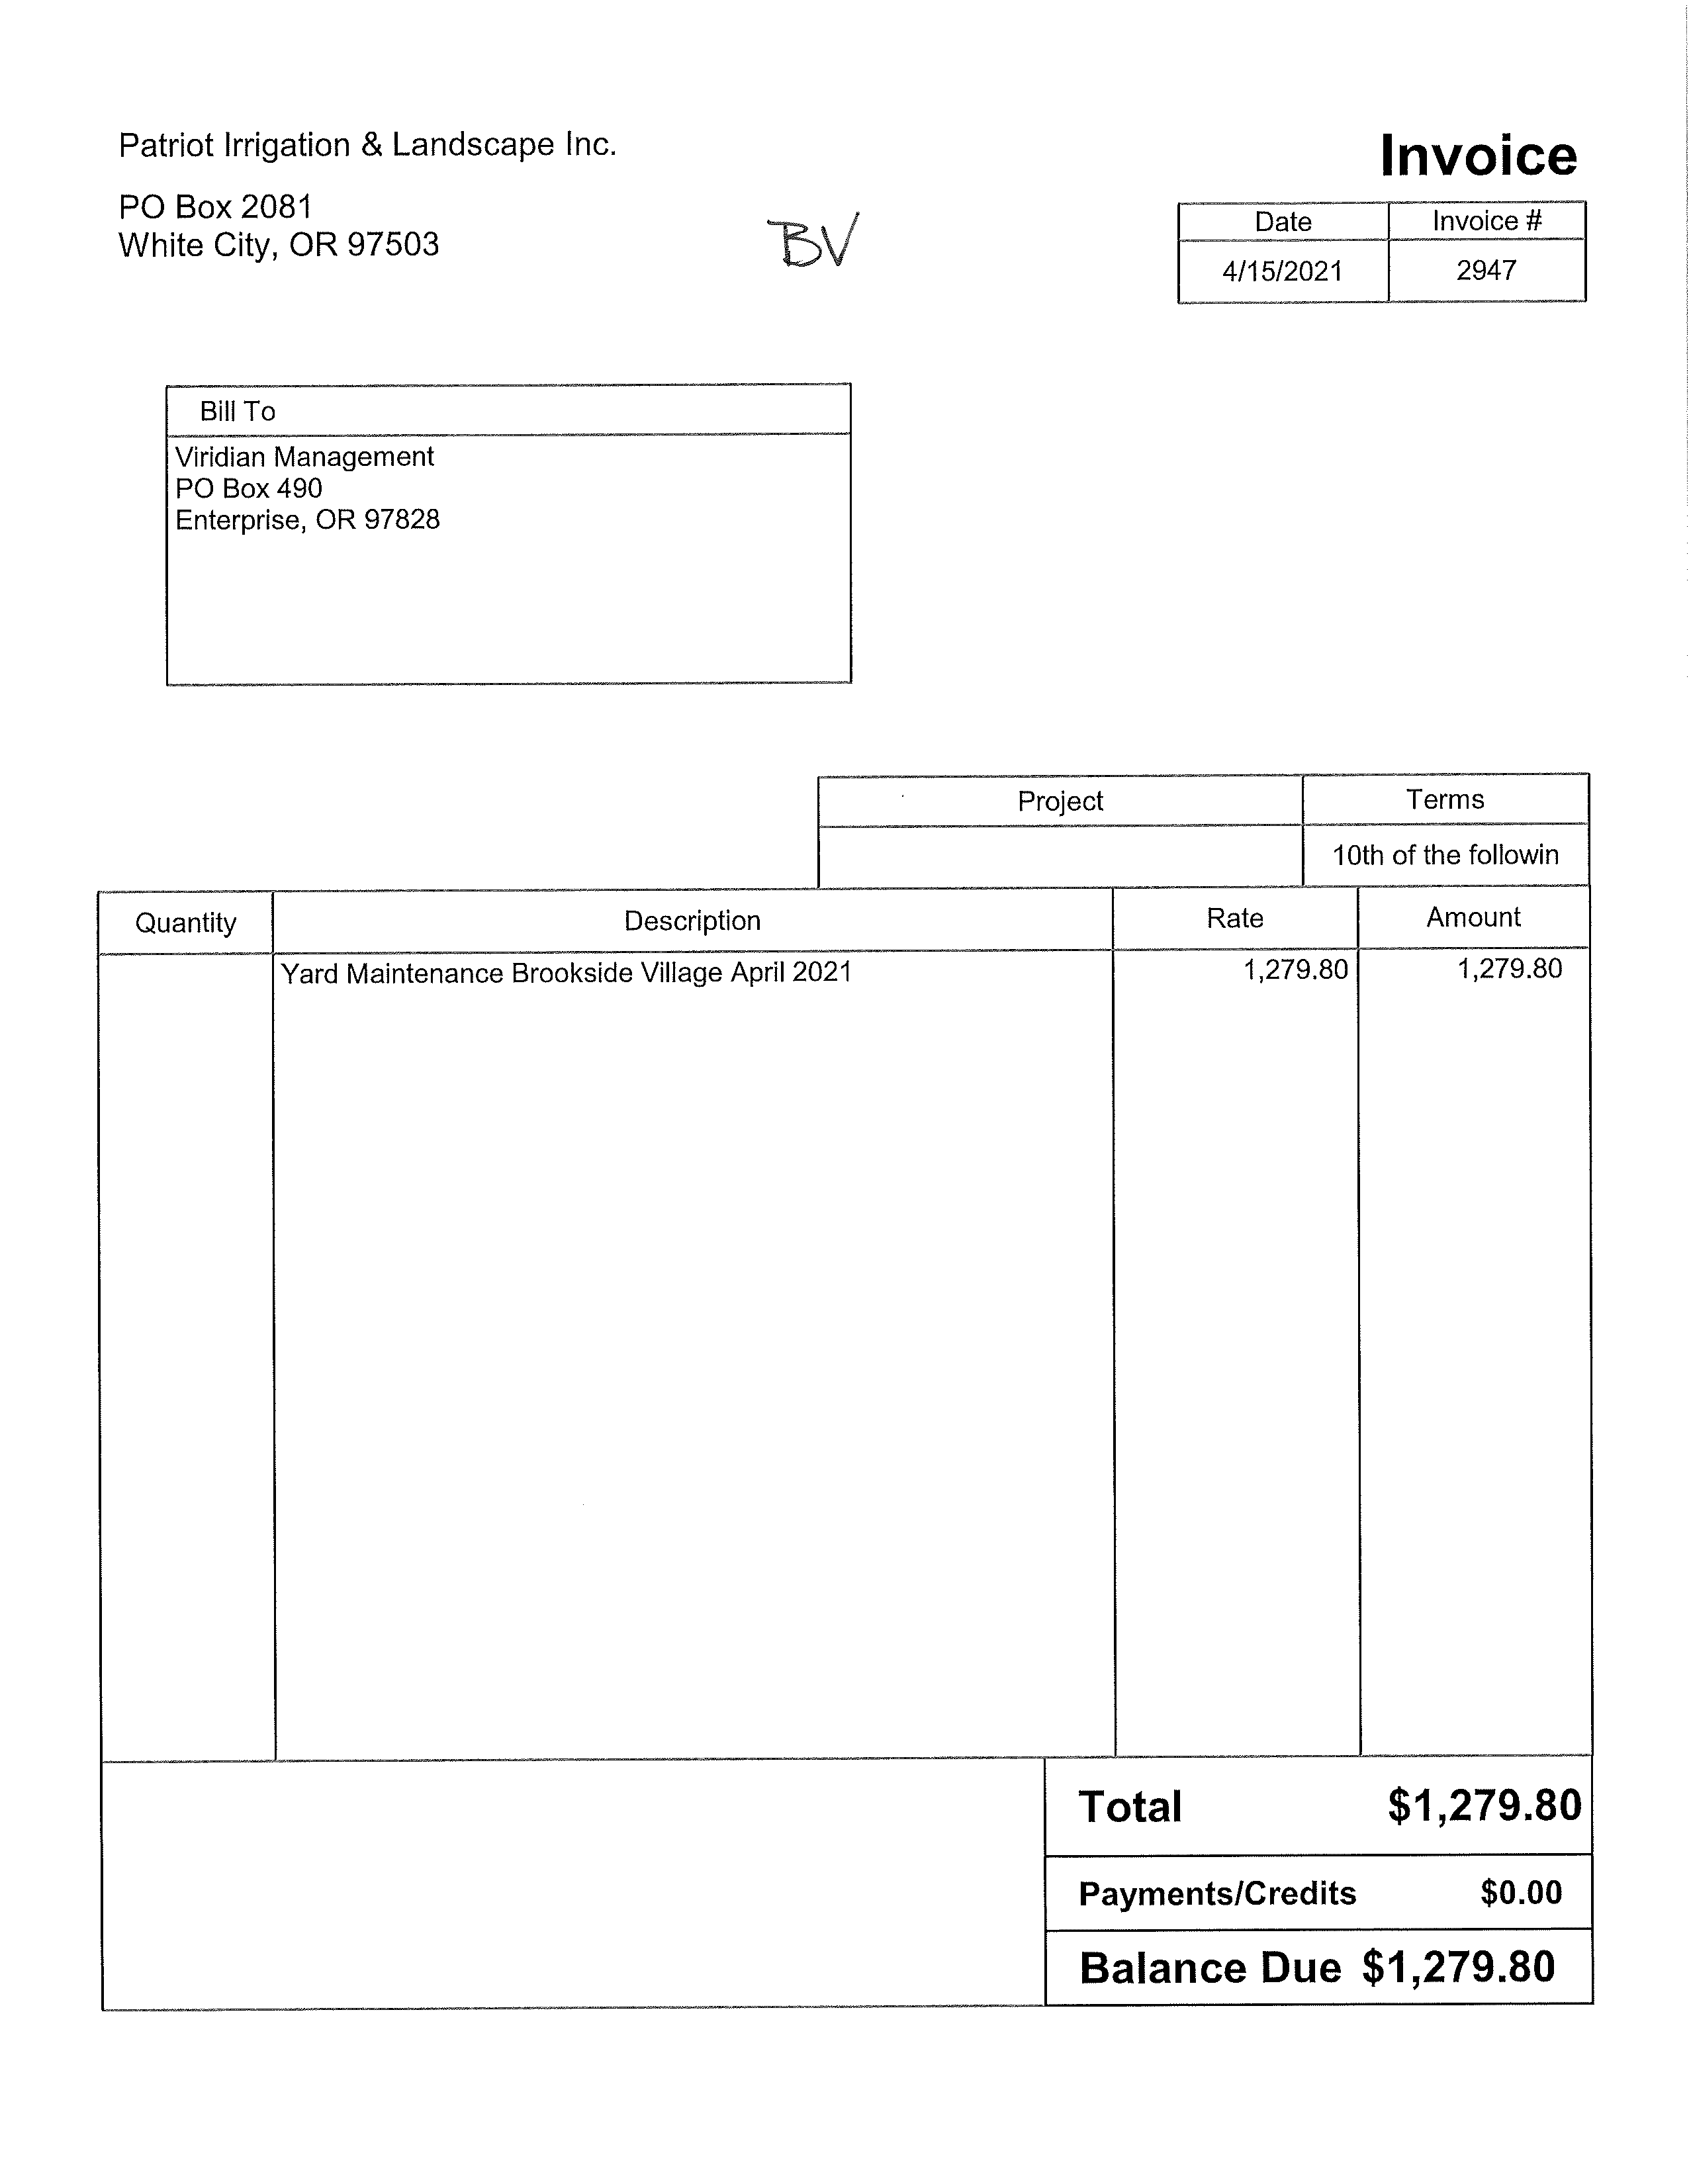 Patriot Irrigation & Landscape Inc.
PO Box 2081
White City, OR 97503
BV
Invoice
Date Invoice #
4/15/2021 2947
Bill To
Viridian Management
PO Box 490
Enterprise, OR 97828
Project Terms
10th of the followin
Quantity Description Rate Amount
Yard Maintenance Brookside Village April 2021 1,279.80 1,279.80
Total $1,279.80
Payments/Credits $0.00
Balance Due $1,279.80